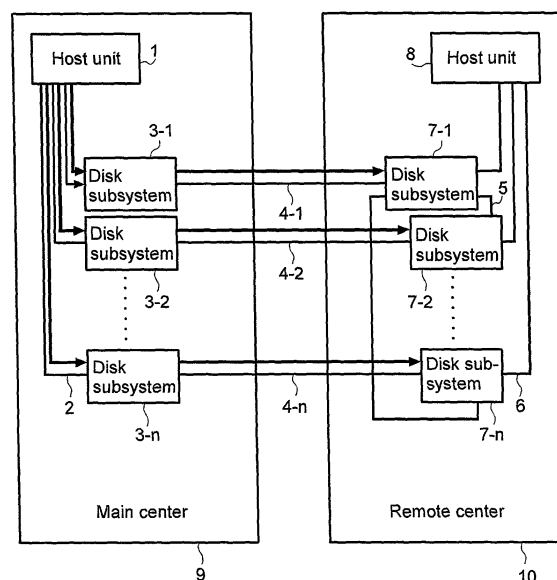 Host unit
1
8
Host unit
3-1
7-1
Disk
subsystem
4-1
Disk
subsystem
5
Disk
subsystem
3-2
4-2
Disk
subsystem
7-2
Disk
subsystem
2
3-n
4-n
Disk sub-
system
6
7-n
Main center
Remote center
9
10